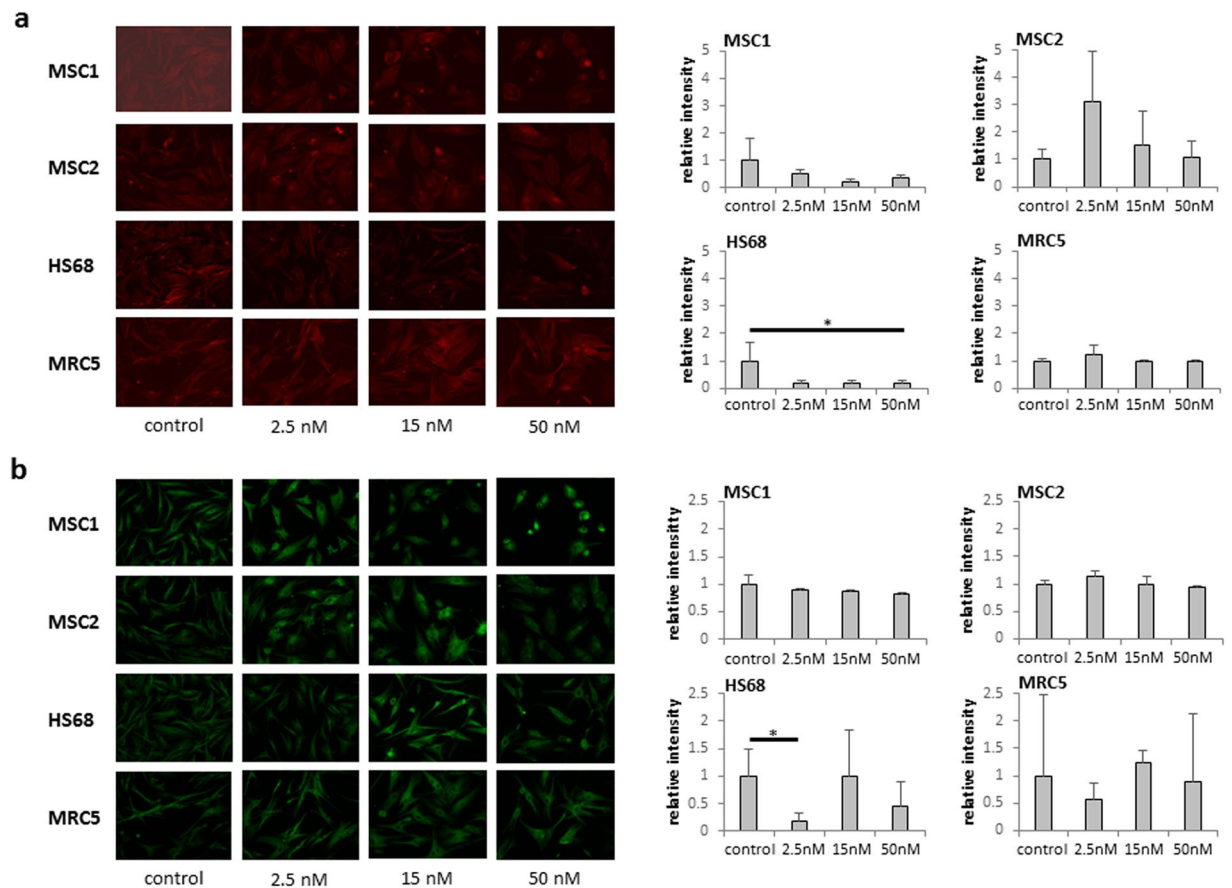 a
MSC1
MSC2
HS68
MRC5
control 2.5 nM 15 nM 50 nM
MSC1
relative intensity
5
4
3
2
1
0
control 2.5nM 15nM 50nM
MSC2
relative intensity
5
4
3
2
1
0
control 2.5nM 15nM 50nM
HS68
relative intensity
5
4
3
2
1
0
*
control 2.5nM 15nM 50nM
MRC5
relative intensity
5
4
3
2
1
0
control 2.5nM 15nM 50nM
b
MSC1
MSC2
HS68
MRC5
control 2.5 nM 15 nM 50 nM
MSC1
relative intensitty
2.5
2
1.5
1
0.5
0
control 2.5nM 15nM 50nM
MSC2
relative intensity
2.5
2
1.5
1
0.5
0
control 2.5nM 15nM 50nM
HS68
relative intensity
2.5
2
1.5
1
0.5
0
*
control 2.5nM 15nM 50nM
MRC5
relative intensity
2.5
2
1.5
1
0.5
0
control 2.5nM 15nM 50nM